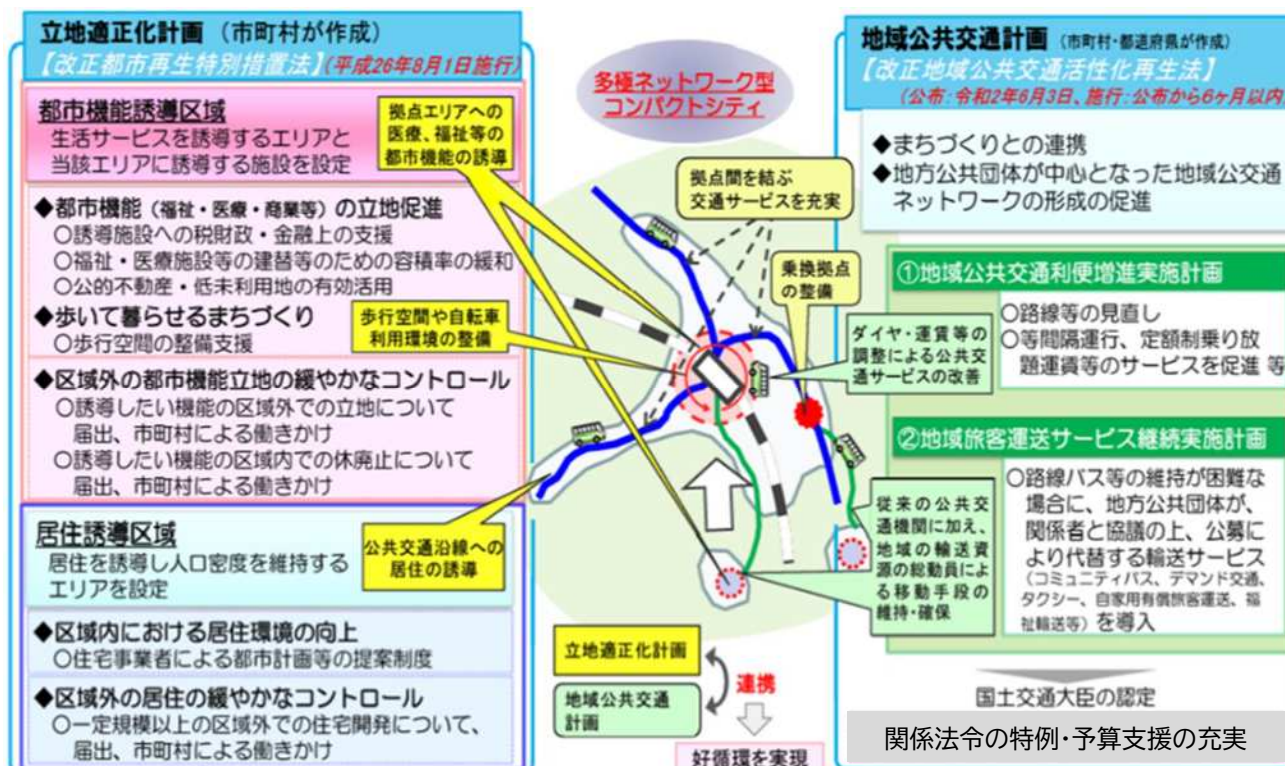 立地適正化計画（市町村が作成）
【改正都市再生特別措置法】(平成26年8月1日施行)
都市機能誘導区域
生活サービスを誘導するエリアと
当該エリアに誘導する施設を設定
◆都市機能（福祉・医療・商業等）の立地促進
○誘導施設への税財政・金融上の支援
○福祉・医療施設等の建替等のための容積率の緩和
○公的不動産・低未利用地の有効活用
◆歩いて暮らせるまちづくり
○歩行空間の整備支援
◆区域外の都市機能立地の緩やかなコントロール
○誘導したい機能の区域外での立地について
届出、市町村による働きかけ
○誘導したい機能の区域内での休廃止について
届出、市町村による働きかけ
居住誘導区域
居住を誘導し人口密度を維持する
エリアを設定
◆区域内における居住環境の向上
○住宅事業者による都市計画等の提案制度
◆区域外の居住の緩やかなコントロール
○一定規模以上の区域外での住宅開発について、
届出、市町村による働きかけ
多極ネットワーク型
コンパクトシティ
拠点エリアへの
医療、福祉等の
都市機能の誘導
拠点間を結ぶ
交通サービスを充実
乗換拠点
の整備
歩行空間や自転車
利用環境の整備
ダイヤ・運賃等の
調整による公共交
通サービスの改善
公共交通沿線への
居住の誘導
従来の公共交
通機関に加え、
地域の輸送資
源の総動員によ
る移動手段の
維持・確保
立地適正化計画
地域公共交通
計画
連携
好循環を実現
地域公共交通計画（市町村・都道府県が作成）
【改正地域公共交通活性化再生法】
（公布：令和2年6月3日、施行：公布から6ヶ月以内
◆まちづくりとの連携
◆地方公共団体が中心となった地域公交通
ネットワークの形成の促進
①地域公共交通利便増進実施計画
○路線等の見直し
○等間隔運行、定額制乗り放
題運賃等のサービスを促進 等
②地域旅客運送サービス継続実施計画
○路線バス等の維持が困難な
場合に、地方公共団体が、
関係者と協議の上、公募に
より代替する輸送サービス
（コミュニティバス、デマンド交通、
タクシー、自家用有償旅客運送、福
祉輸送等）を導入
国土交通大臣の認定
関係法令の特例・予算支援の充実